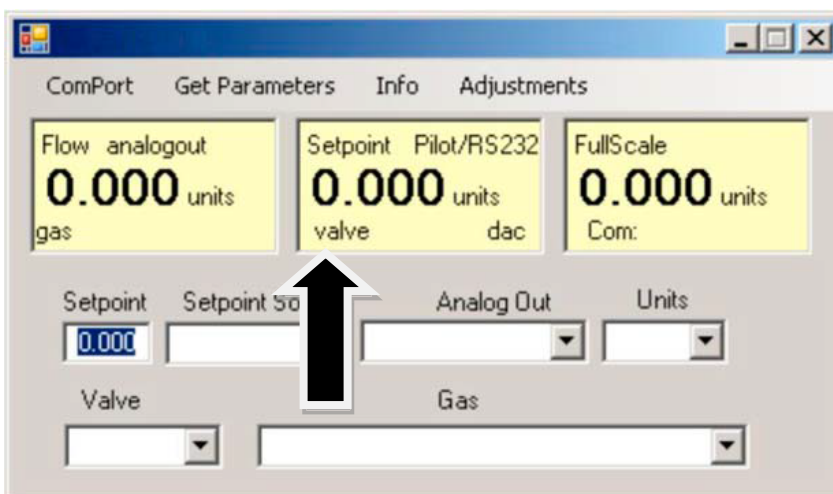 ComPort Get Parameters Info Adjustments
Flow analogout
0.000 units
gas
Setpoint Pilot/RS232
0.000 units
valve dac
FullScale
0.000 units
Com:
Setpoint Setpoint Analog Out Units
0.000
Valve Gas